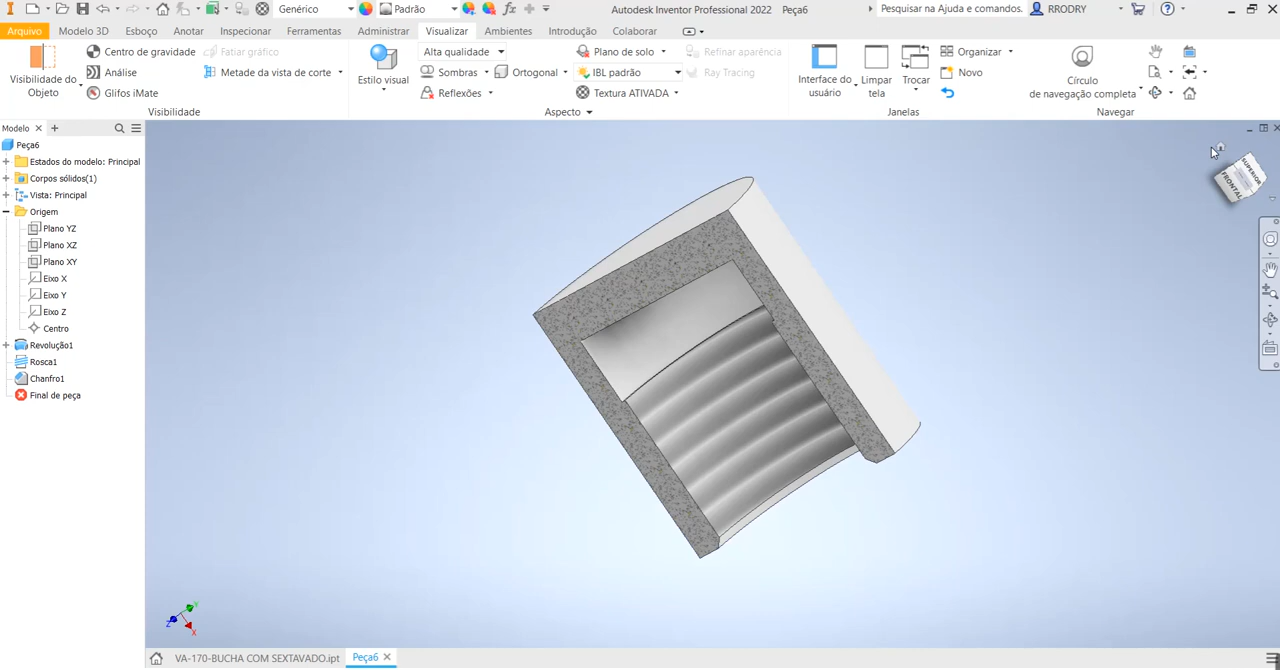 Genérico
Padrão
Autodesk Inventor Professional 2022 Peça6
Pesquisar na Ajuda e comandos.
RRODRY
Arquivo
Modelo 3D
Esboço
Anotar
Inspecionar
Ferramentas
Administrar
Visualizar
Ambientes
Introdução
Colaborar
Visibilidade do
Objeto
Centro de gravidade
Fatiar gráfico
Análise
Metade da vista de corte
Glifos iMate
Visibilidade
Estilo visual
Alta qualidade
Sombras
Ortogonal
Reflexões
Plano de solo
IBL padrão
Textura ATIVADA
Refinar aparência
Ray Tracing
Aspecto
Interface do
usuário
Limpar
tela
Trocar
Organizar
Novo
Janelas
Círculo
de navegação completa
Navegar
Modelo
Peça6
Estados do modelo: Principal
Corpos sólidos(1)
Vista: Principal
Origem
Plano YZ
Plano XZ
Plano XY
Eixo X
Eixo Y
Eixo Z
Centro
Revolução1
Rosca1
Chanfro1
Final de peça
SUPERIOR
FRONTAL
Y
Z
X
VA-170-BUCHA COM SEXTAVADO.ipt
Peça6